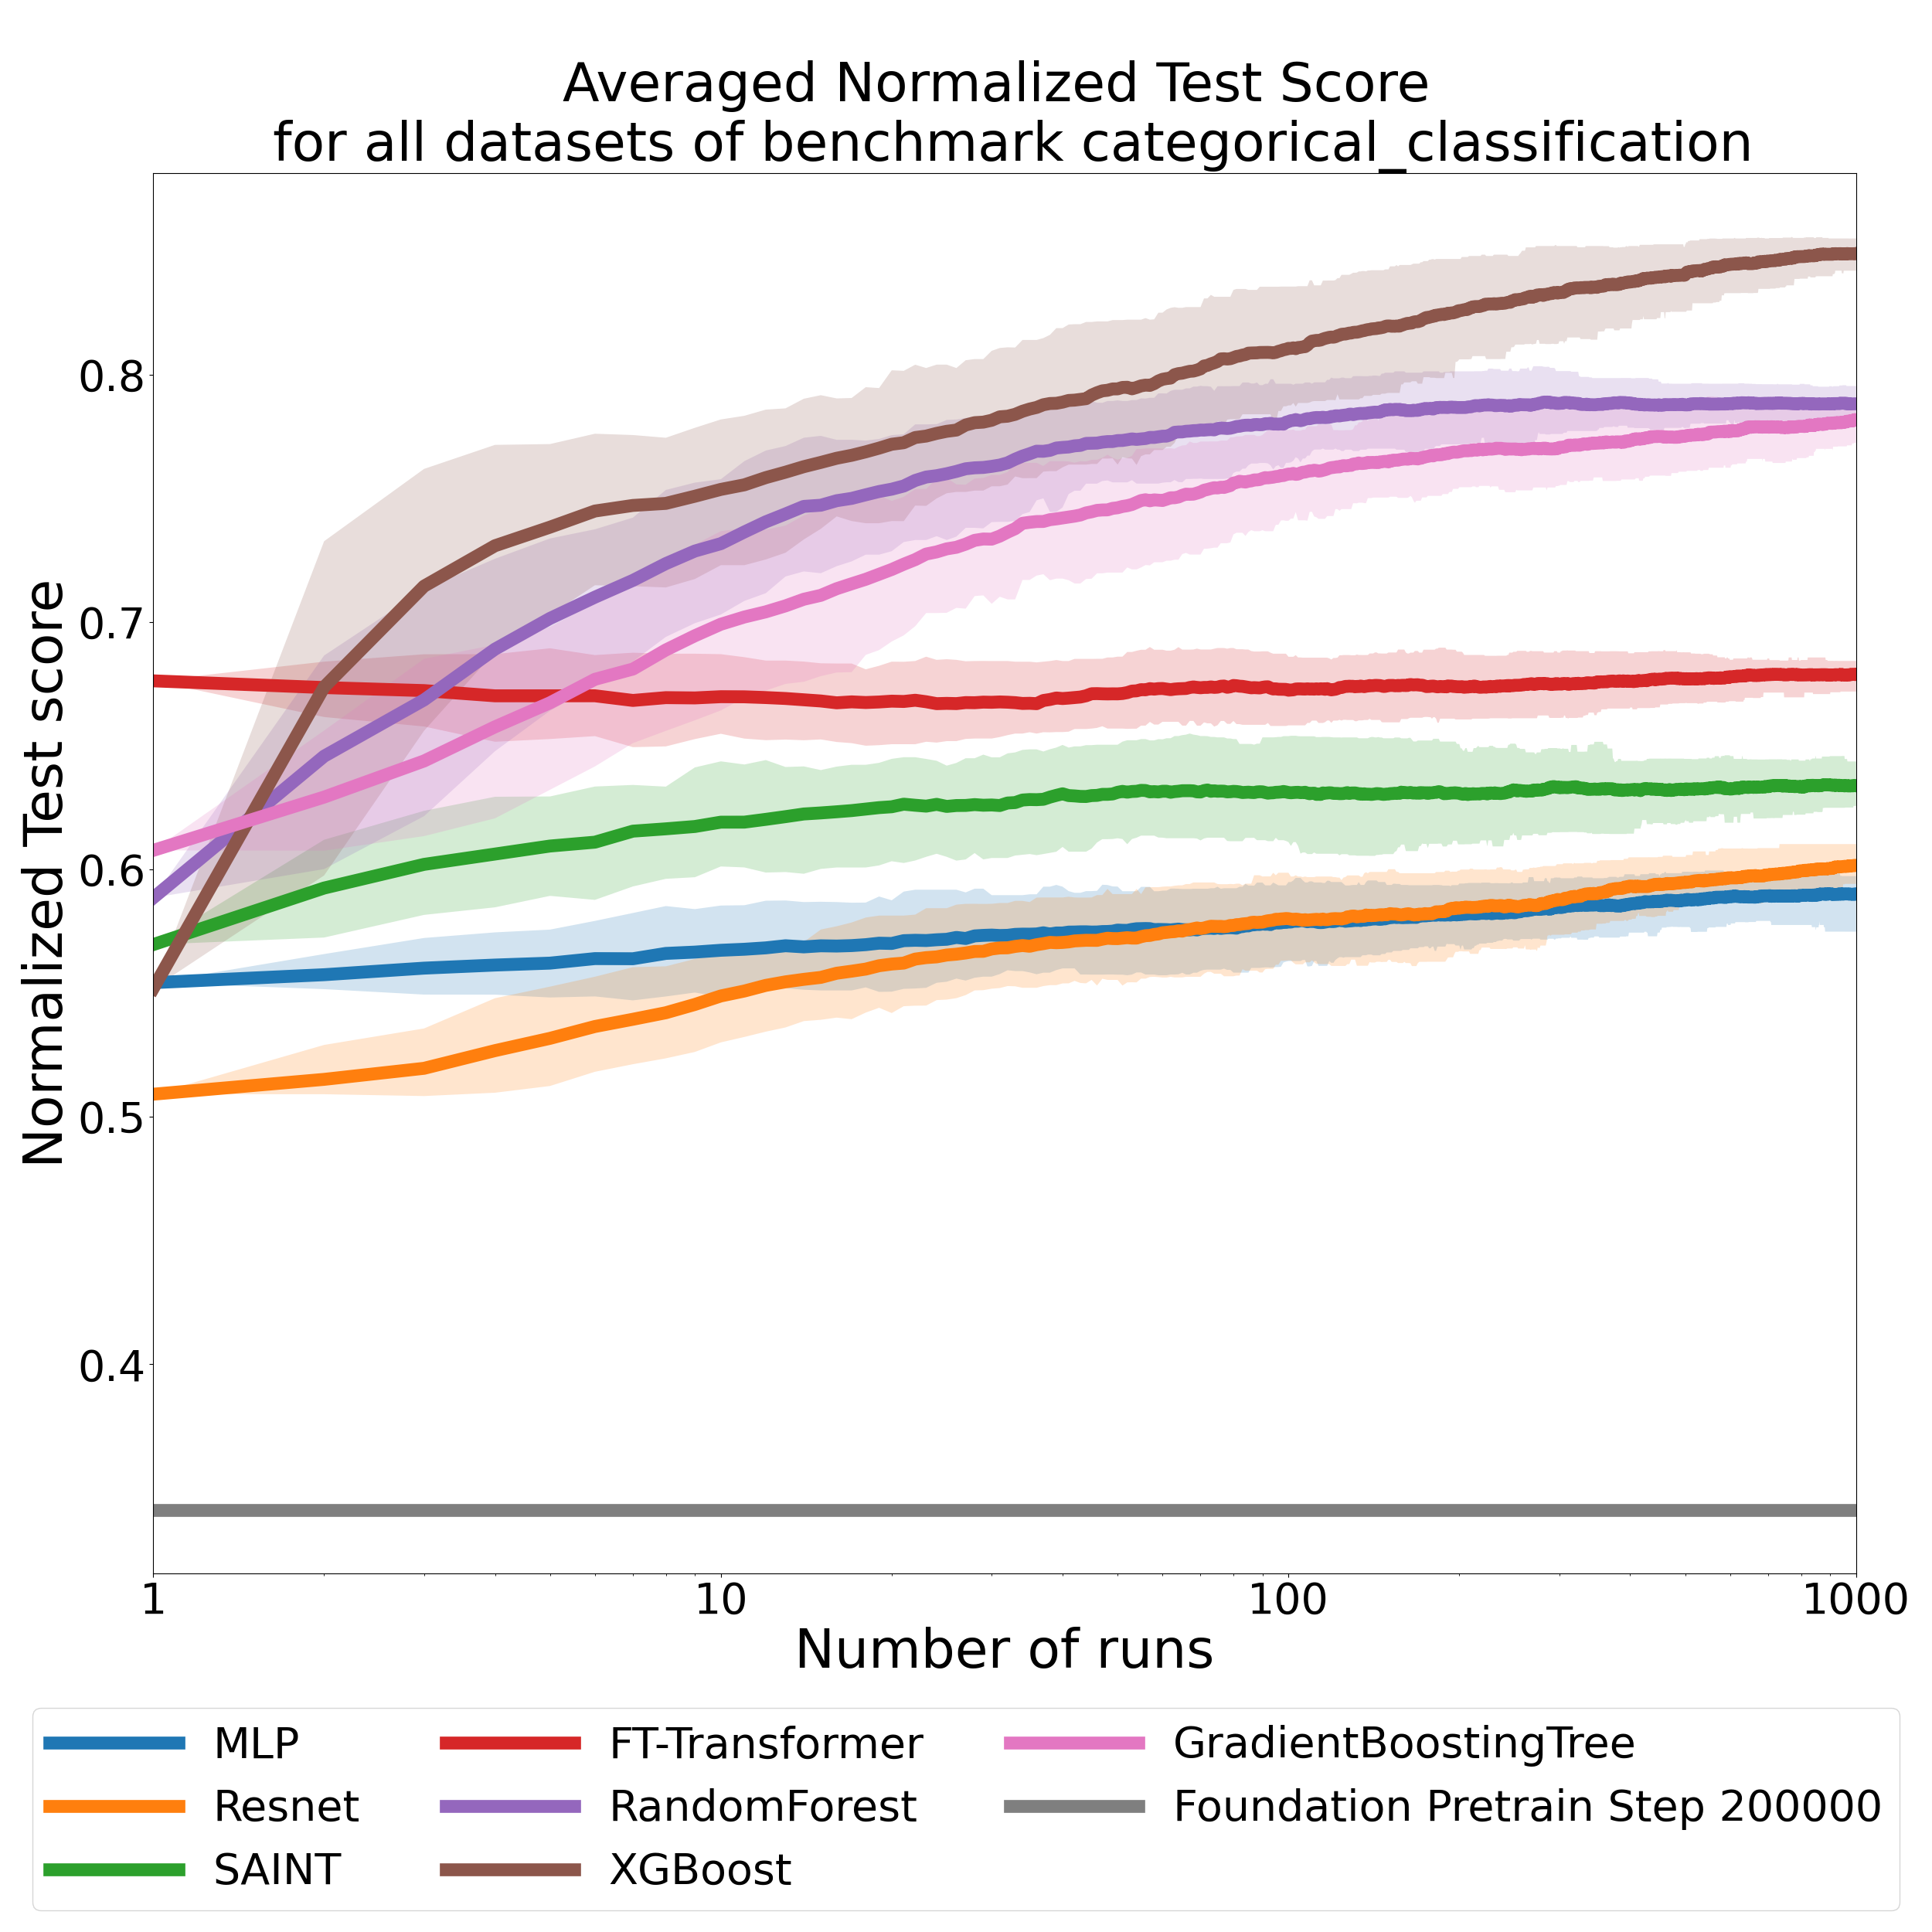 Averaged Normalized Test Score
for all datasets of benchmark categorical_classification
Normalized Test score
0.8
0.7
0.6
0.5
0.4
1
10
100
1000
Number of runs
MLP
Resnet
SAINT
FT-Transformer
RandomForest
XGBoost
GradientBoostingTree
Foundation Pretrain Step 200000